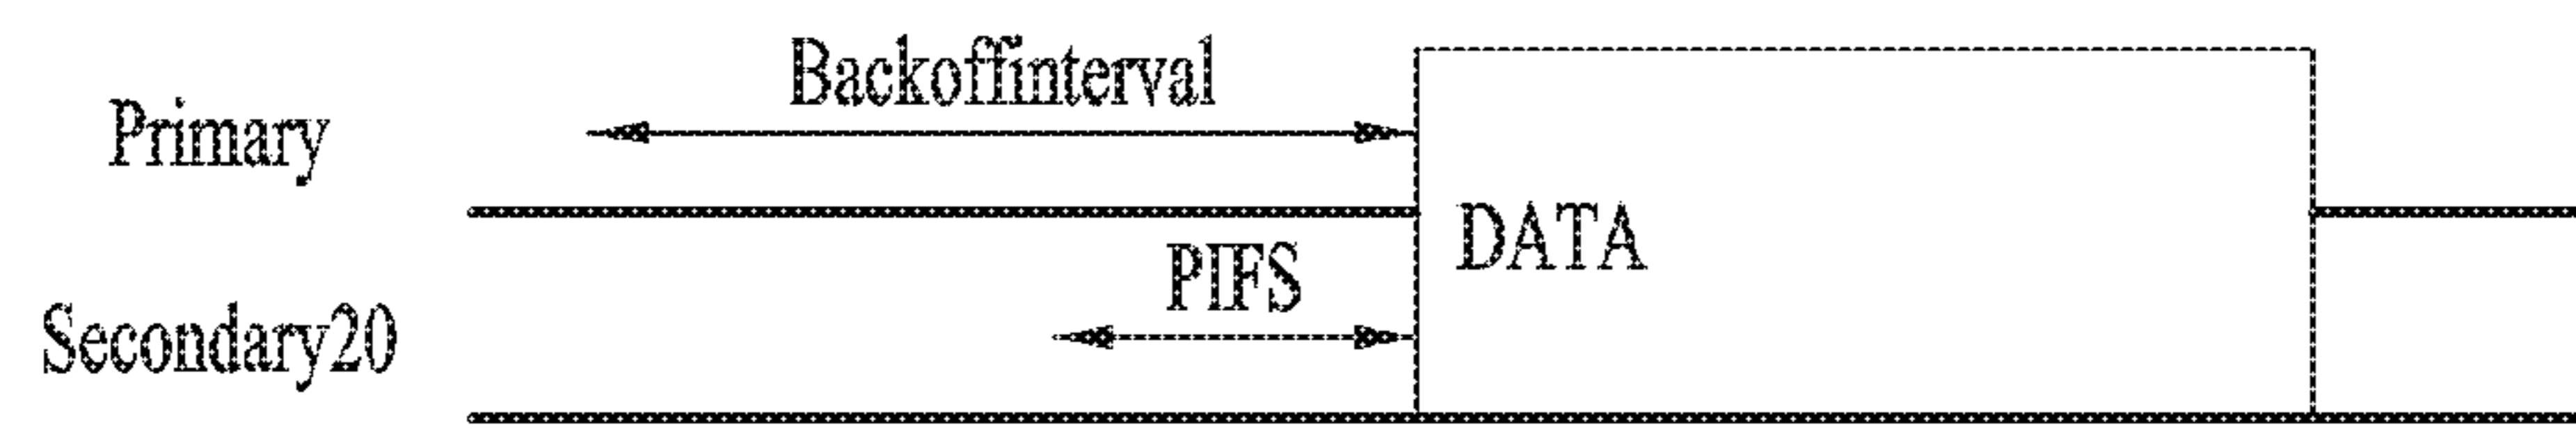 Backoffinterval
Primary
DATA
PIFS
Secondary20